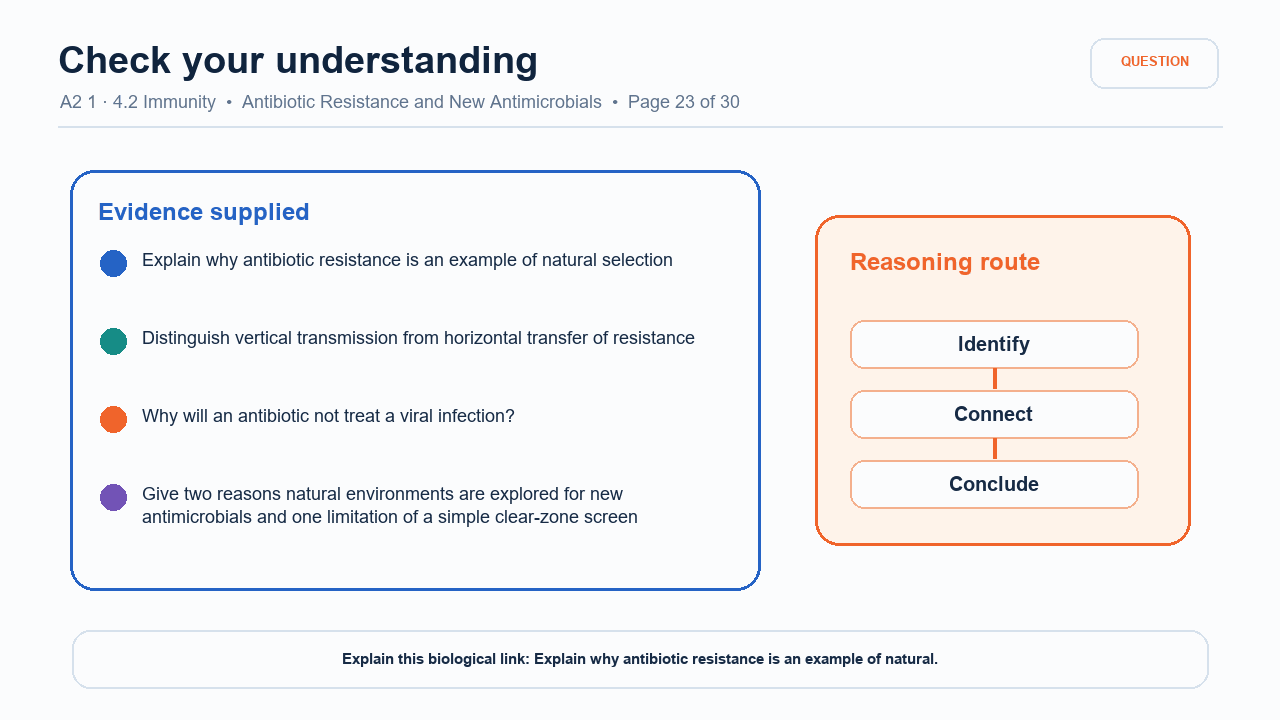 Check your understanding
QUESTION
A2 1 · 4.2 Immunity • Antibiotic Resistance and New Antimicrobials • Page 23 of 30
Evidence supplied
Explain why antibiotic resistance is an example of natural selection
Distinguish vertical transmission from horizontal transfer of resistance
Why will an antibiotic not treat a viral infection?
Give two reasons natural environments are explored for new
antimicrobials and one limitation of a simple clear-zone screen
Reasoning route
Identify
Connect
Conclude
Explain this biological link: Explain why antibiotic resistance is an example of natural.